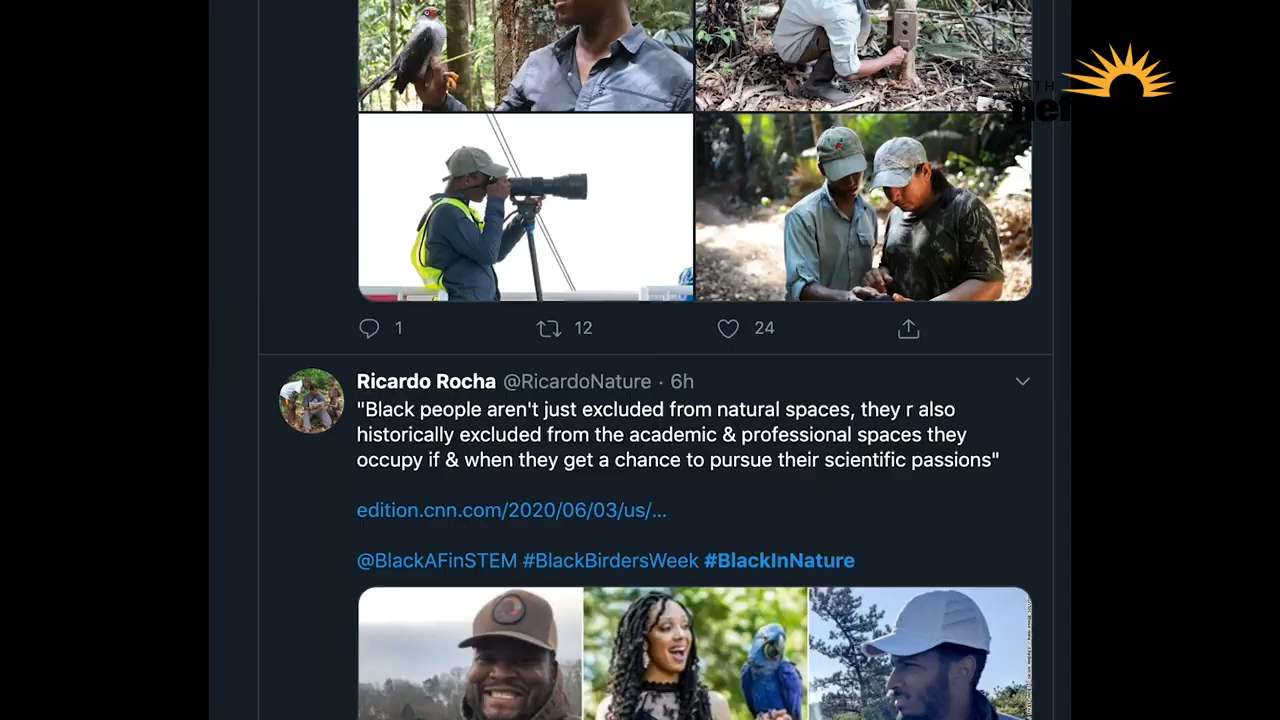 WITH
nef
1
12
24
Ricardo Rocha @RicardoNature · 6h
"Black people aren't just excluded from natural spaces, they r also
historically excluded from the academic & professional spaces they
occupy if & when they get a chance to pursue their scientific passions"
edition.cnn.com/2020/06/03/us/...
@BlackAFinSTEM #BlackBirdersWeek #BlackInNature